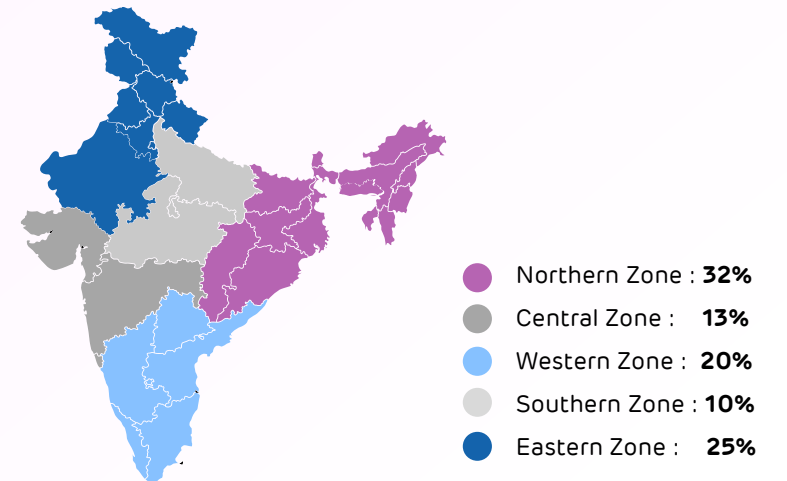 Northern Zone : 32%
Central Zone : 13%
Western Zone : 20%
Southern Zone : 10%
Eastern Zone : 25%